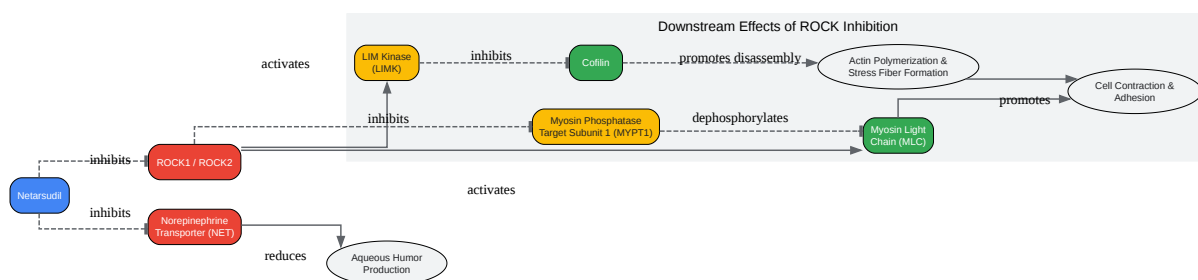 Downstream Effects of ROCK Inhibition
activates
LIM Kinase
(LIMK)
inhibits
Cofilin
promotes disassembly
Actin Polymerization &
Stress Fiber Formation
Cell Contraction &
Adhesion
promotes
inhibits
Myosin Phosphatase
Target Subunit 1 (MYPT1)
dephosphorylates
Myosin Light
Chain (MLC)
inhibits
ROCK1 / ROCK2
activates
Netarsudil
inhibits
Norepinephrine
Transporter (NET)
reduces
Aqueous Humor
Production